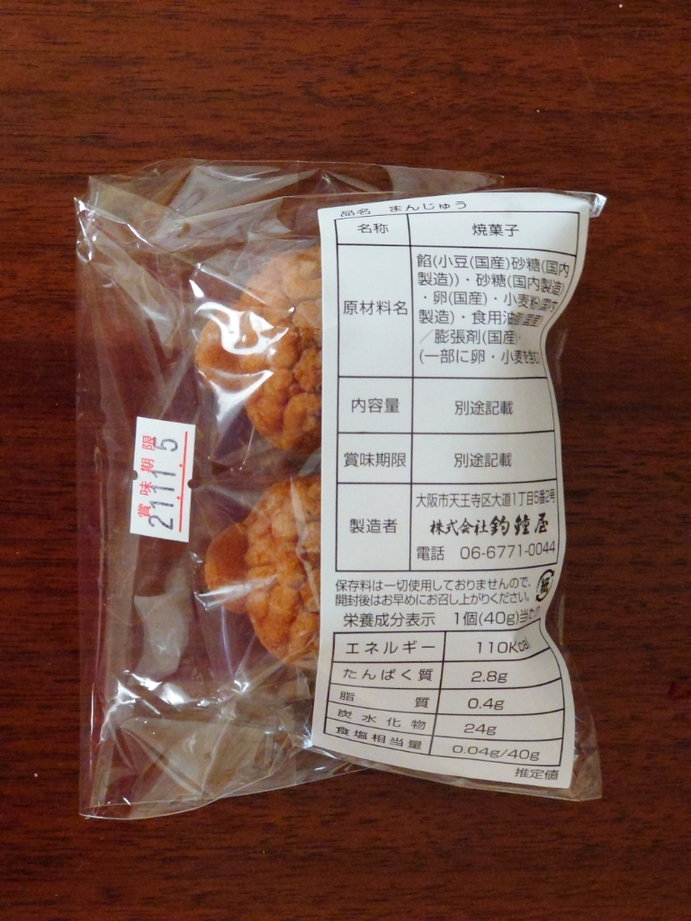 品名 まんじゅう
名称 焼菓子
原材料名
餡(小豆(国産)砂糖(国内
製造))・砂糖(国内製造)
・卵(国産)・小麦粉(国内
製造)・食用油
/膨張剤(国産)
(一部に卵・小麦を含む)
内容量 別途記載
賞味期限 別途記載
製造者
大阪市天王寺区大道1丁目5番2号
株式会社釣鐘屋
電話 06-6771-0044
保存料は一切使用しておりませんので、
開封後はお早めにお召し上がりください。
紙
栄養成分表示 1個(40g)当たり
エネルギー 110Kcal
たんぱく質 2.8g
脂質 0.4g
炭水化物 24g
食塩相当量 0.04g/40g
推定値
賞味期限
21.11.5